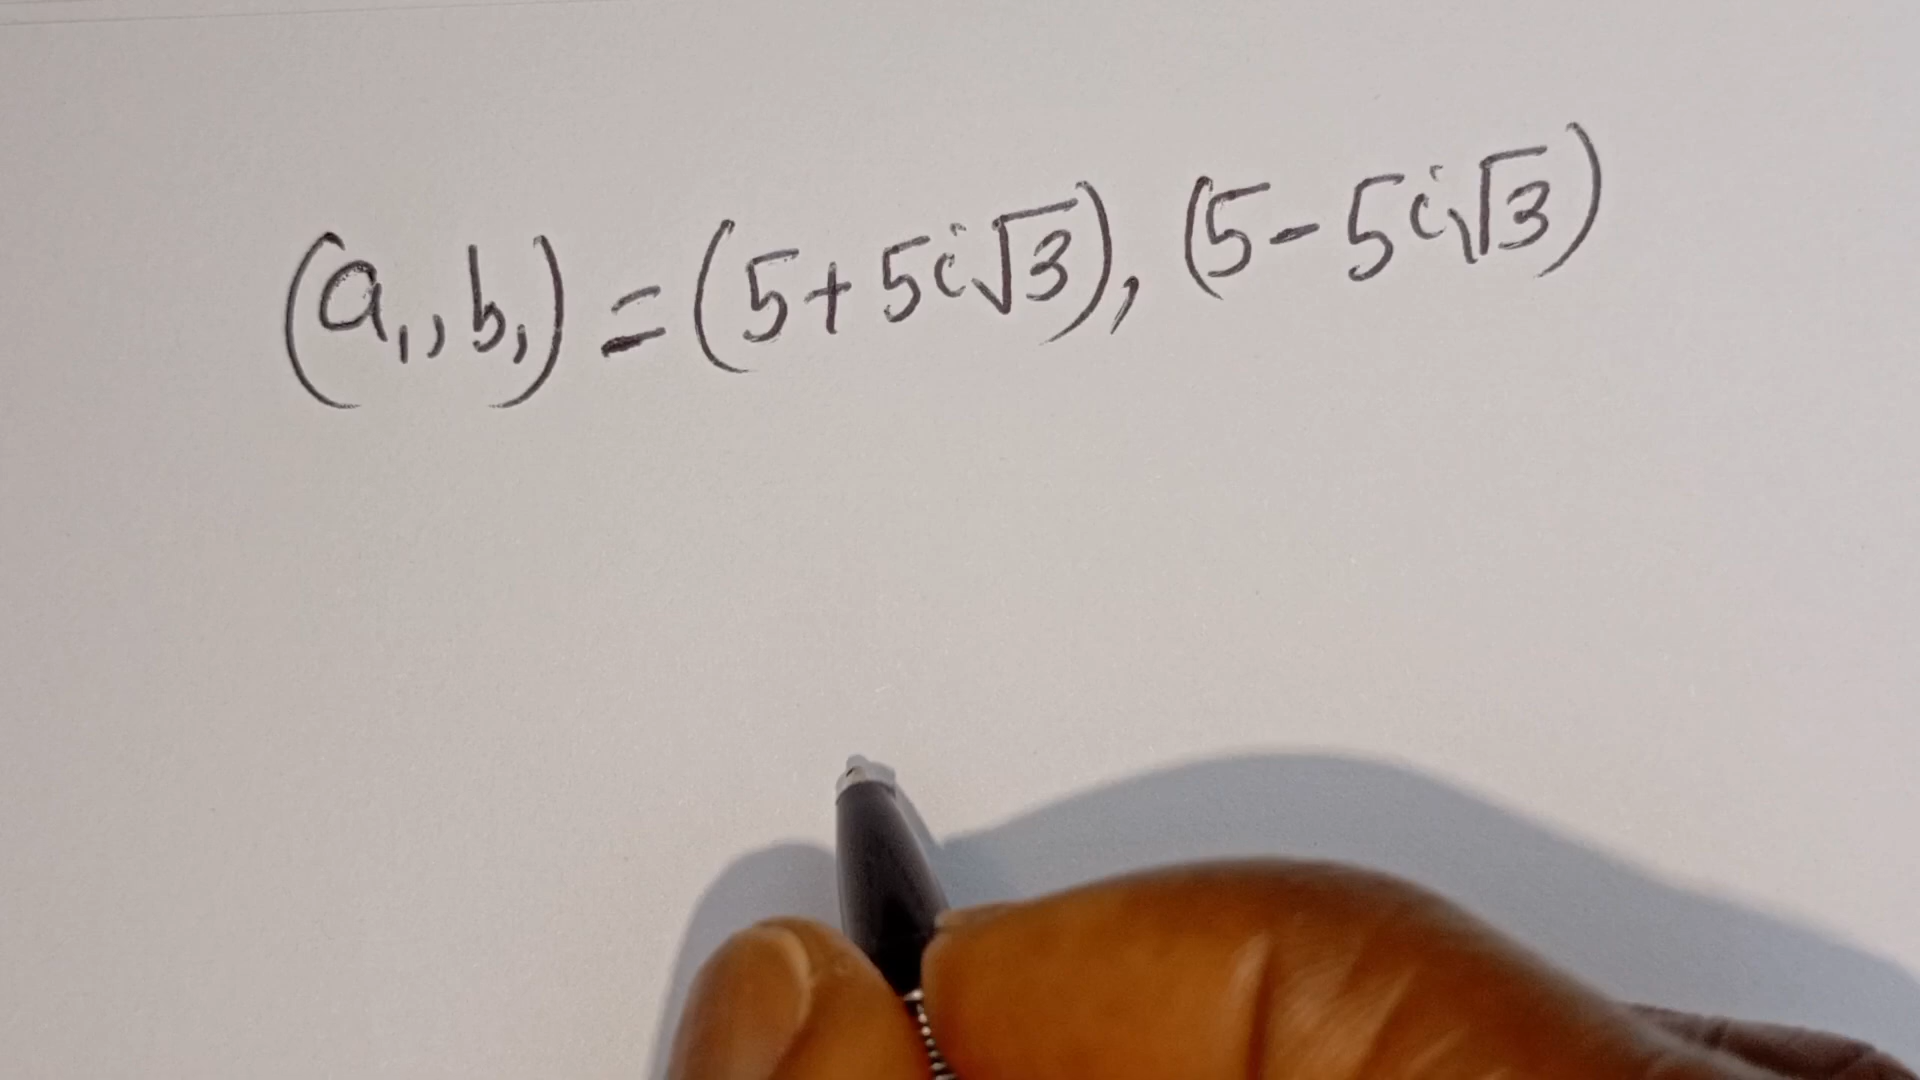 (a₁, b₁) = (5 + 5i√3), (5 - 5i√3)